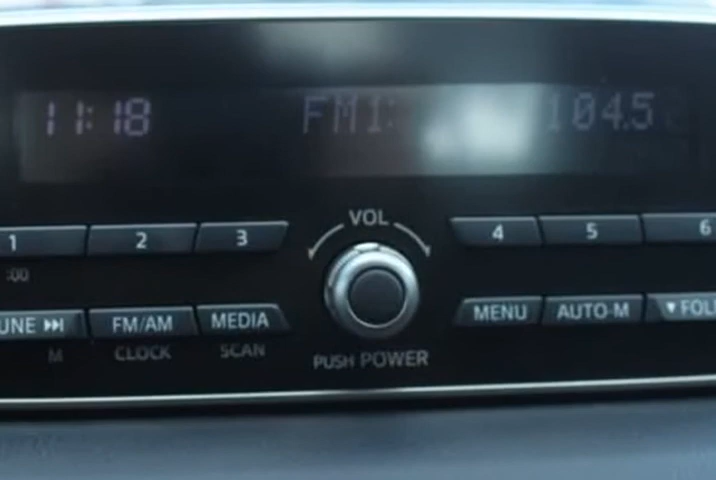 11:18 FM1: 104.5
VOL
1 2 3 4 5 6
:00
UNE ⏭ FM/AM MEDIA MENU AUTO-M ▼FOL
M CLOCK SCAN
PUSH POWER